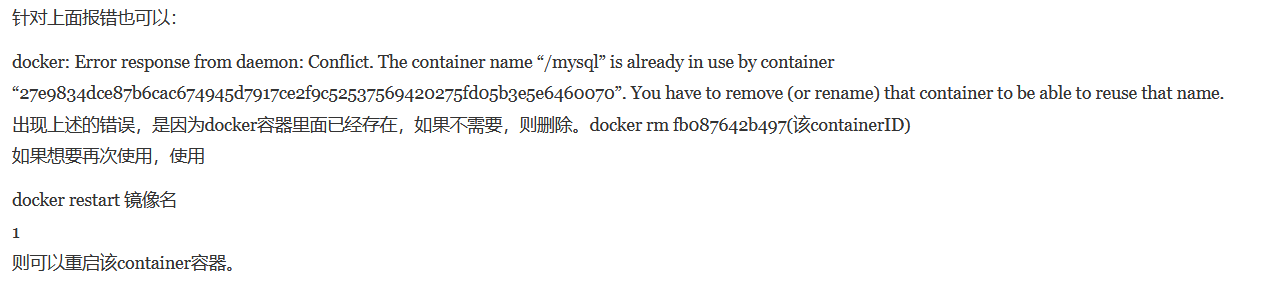 针对上面报错也可以：
docker: Error response from daemon: Conflict. The container name “/mysql” is already in use by container
“27e9834dce87b6cac674945d7917ce2f9c52537569420275fd05b3e5e6460070”. You have to remove (or rename) that container to be able to reuse that name.
出现上述的错误，是因为docker容器里面已经存在，如果不需要，则删除。docker rm fb087642b497(该containerID)
如果想要再次使用，使用
docker restart 镜像名
1
则可以重启该container容器。